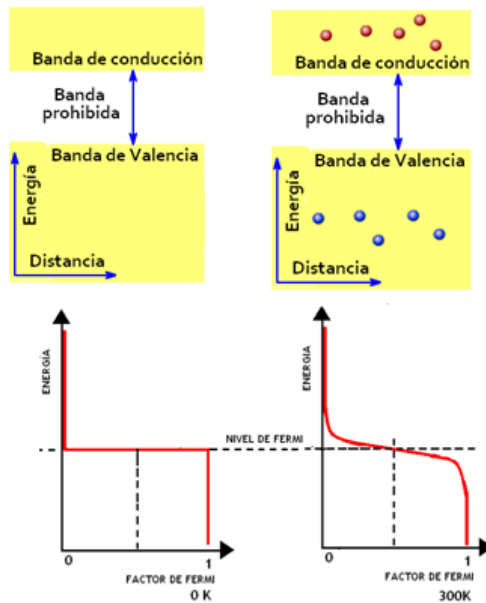 Banda de conducción
Banda
prohibida
Banda de Valencia
Energía
Distancia
Banda de conducción
Banda
prohibida
Banda de Valencia
Energía
Distancia
ENERGÍA
NIVEL DE FERMI
0
1
FACTOR DE FERMI
0 K
ENERGÍA
0
1
FACTOR DE FERMI
300K